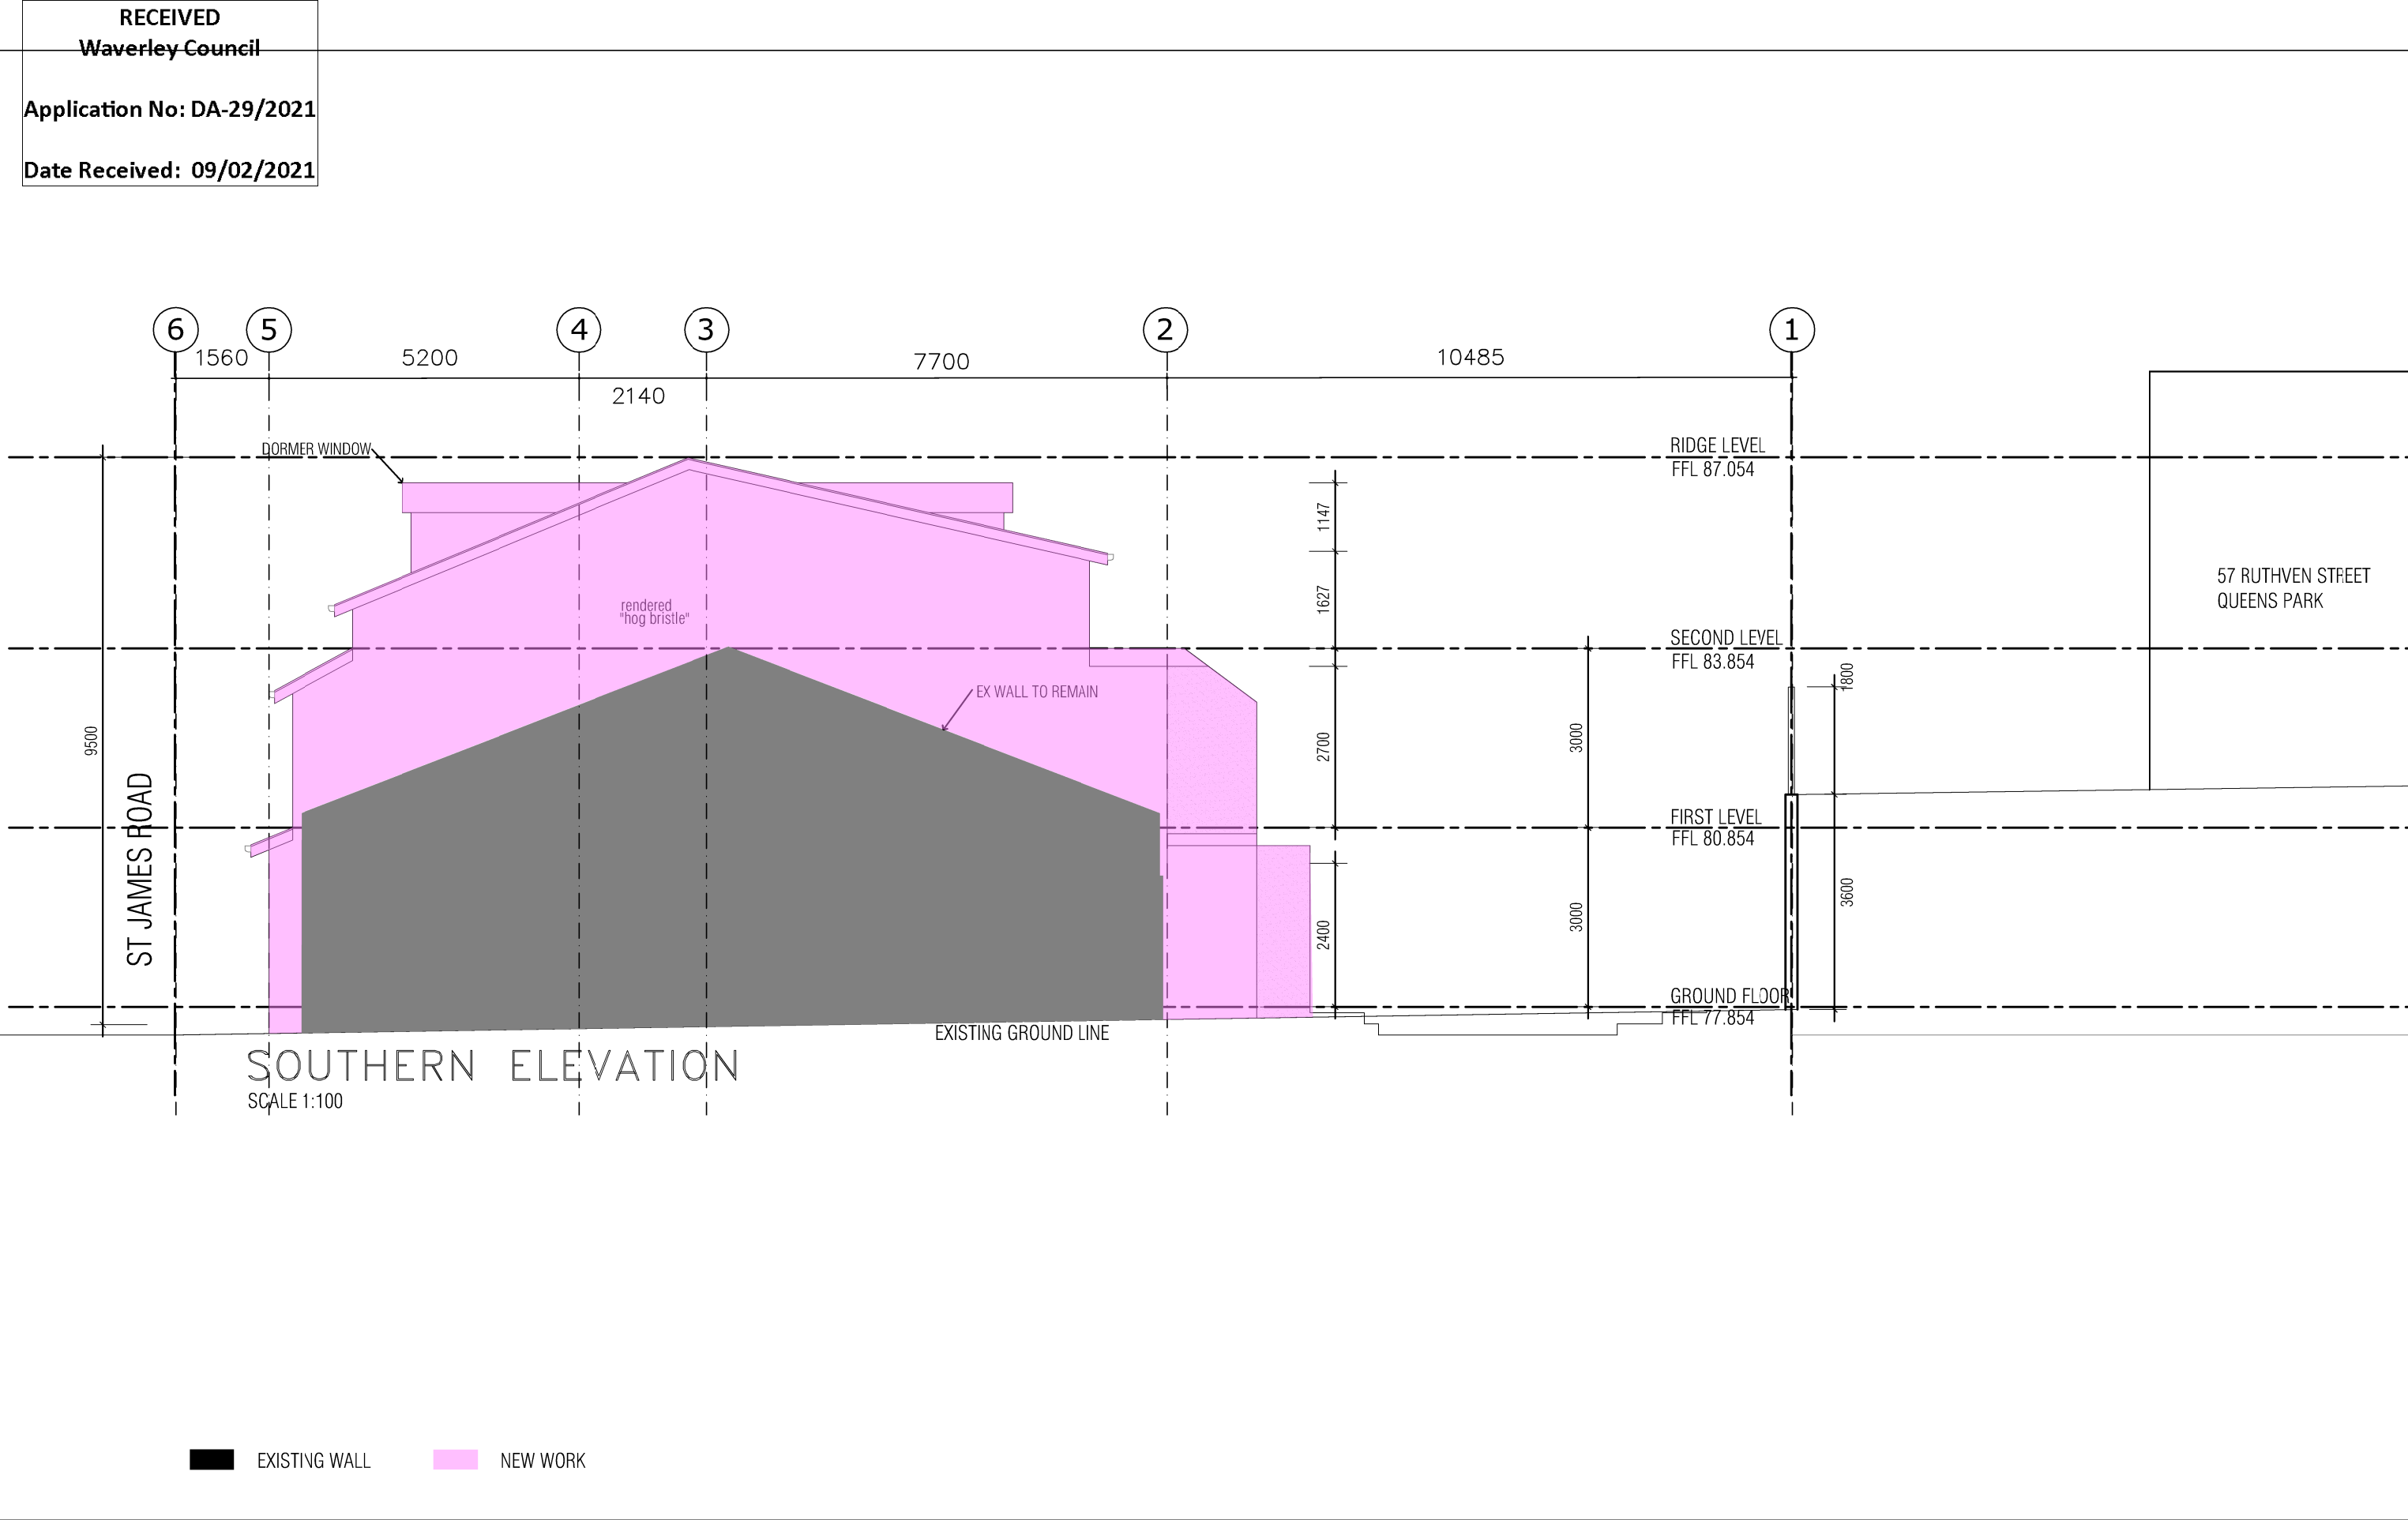 RECEIVED
Waverley Council
Application No: DA-29/2021
Date Received: 09/02/2021
6 5 4 3 2 1
1560 5200 7700 10485
2140
DORMER WINDOW
RIDGE LEVEL
FFL 87.054
1147
57 RUTHVEN STREET
QUEENS PARK
rendered
"hog bristle"
1627
SECOND LEVEL
FFL 83.854
1800
EX WALL TO REMAIN
9500
2700
3000
FIRST LEVEL
FFL 80.854
ST JAMES ROAD
3600
2400
3000
GROUND FLOOR
FFL 77.854
EXISTING GROUND LINE
SOUTHERN ELEVATION
SCALE 1:100
EXISTING WALL
NEW WORK